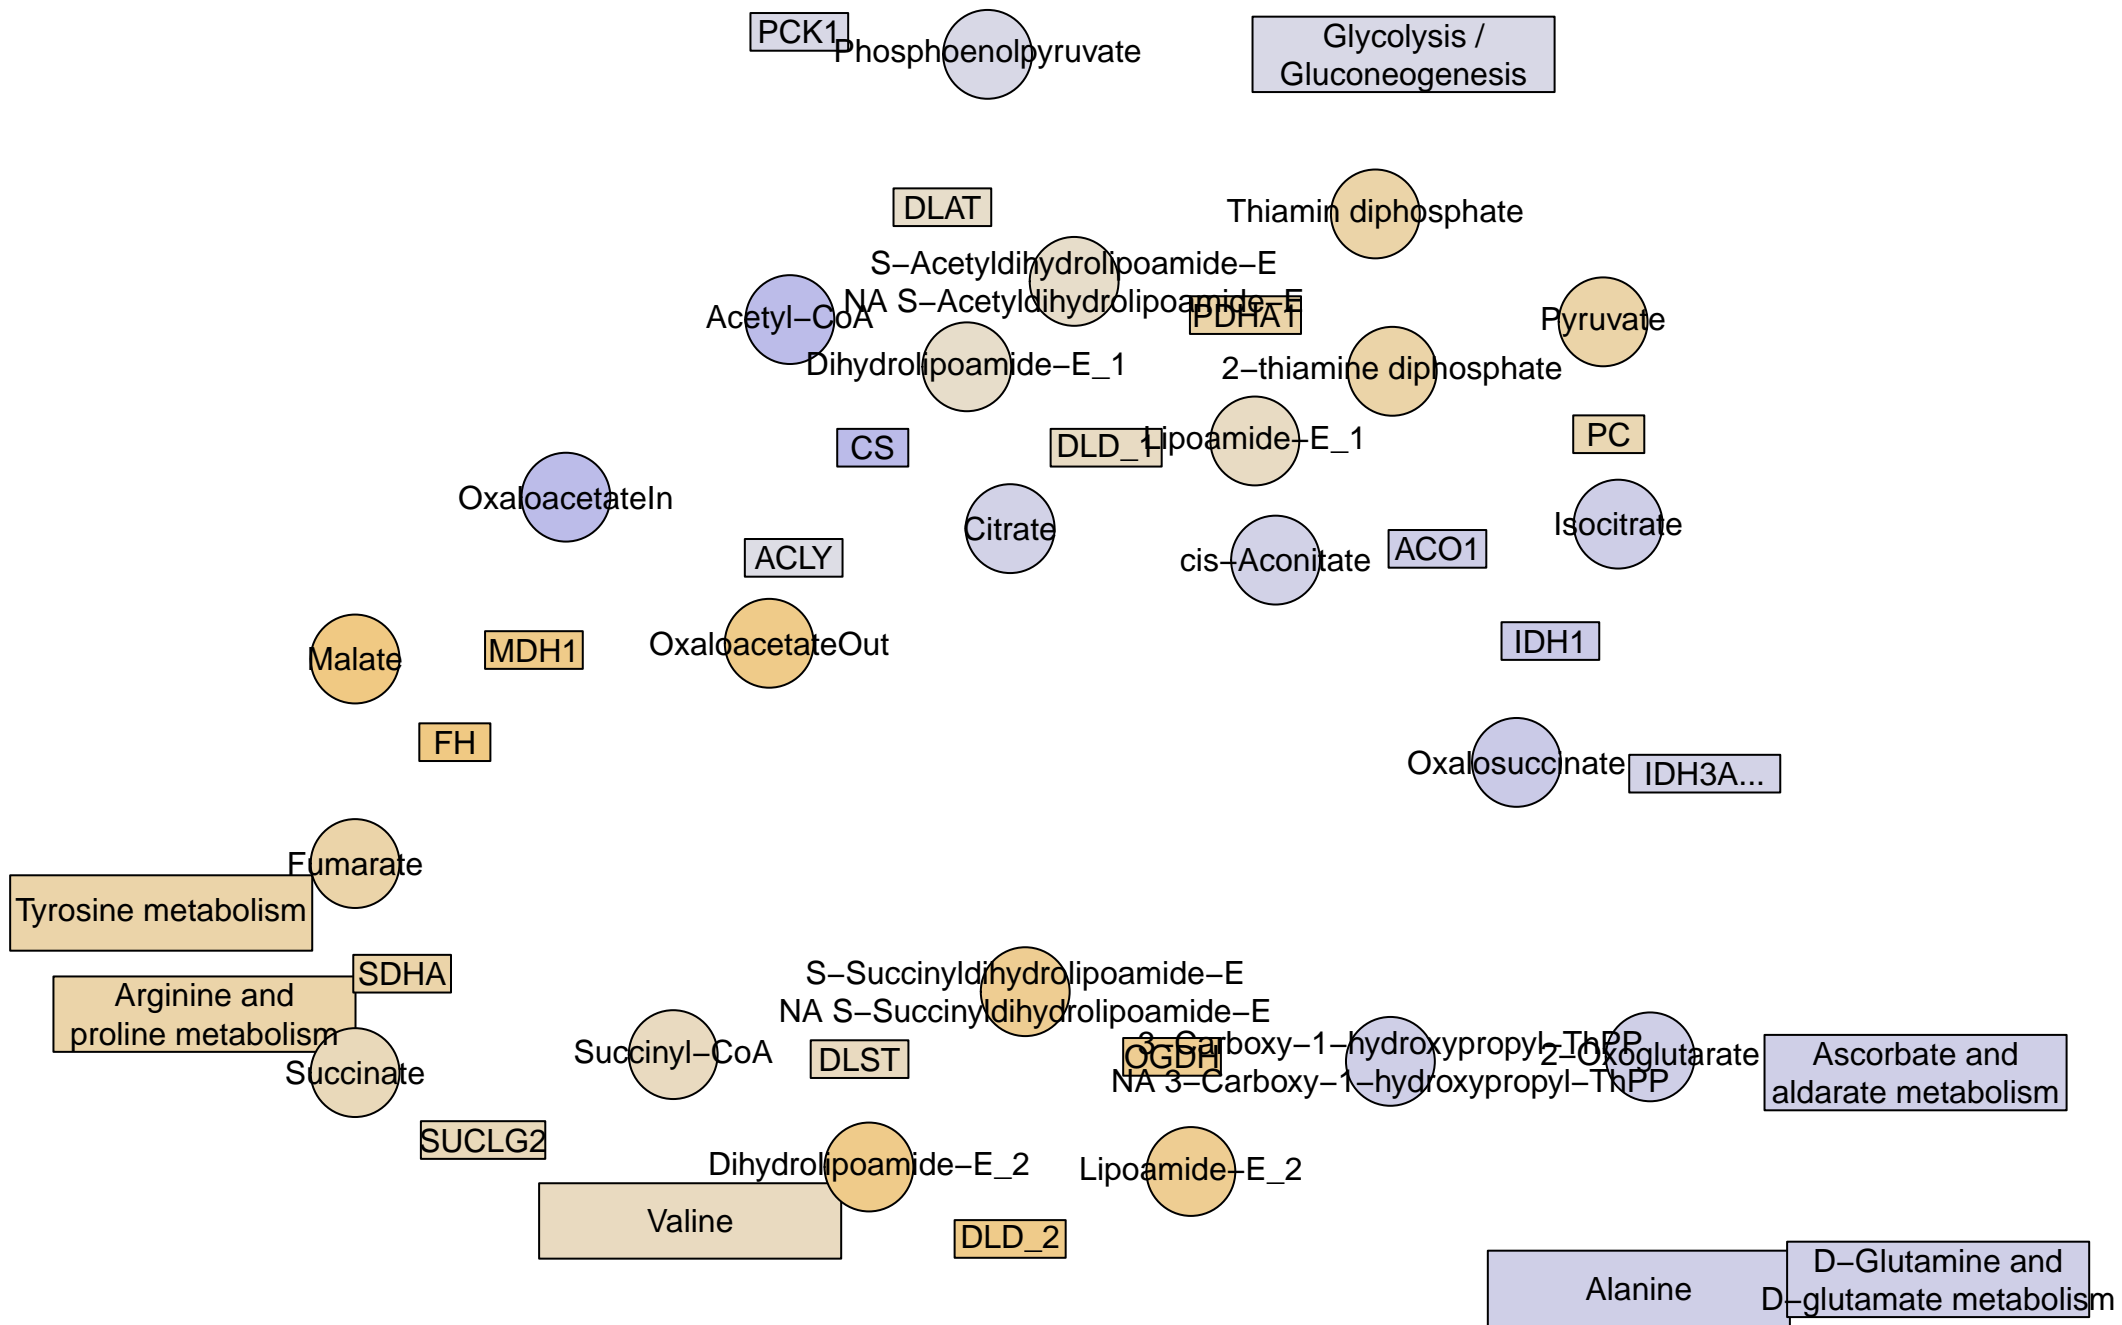 PCK1
Phosphoenolpyruvate
Glycolysis /
Gluconeogenesis
DLAT
Thiamin diphosphate
S−Acetyldihydrolipoamide−E
NA S−Acetyldihydrolipoamide−E
Acetyl−CoA
PDHA1
Pyruvate
Dihydrolipoamide−E_1
2−thiamine diphosphate
CS
DLD_1
Lipoamide−E_1
PC
OxaloacetateIn
Citrate
Isocitrate
ACLY
cis−Aconitate
ACO1
Malate
MDH1
OxaloacetateOut
IDH1
FH
Oxalosuccinate
IDH3A...
Fumarate
Tyrosine metabolism
SDHA
Arginine and
proline metabolism
S−Succinyldihydrolipoamide−E
NA S−Succinyldihydrolipoamide−E
Succinate
Succinyl−CoA
DLST
OGDH
3−Carboxy−1−hydroxypropyl−ThPP
NA 3−Carboxy−1−hydroxypropyl−ThPP
2−Oxoglutarate
Ascorbate and
aldarate metabolism
SUCLG2
Dihydrolipoamide−E_2
Lipoamide−E_2
Valine
DLD_2
Alanine
D−Glutamine and
D−glutamate metabolism